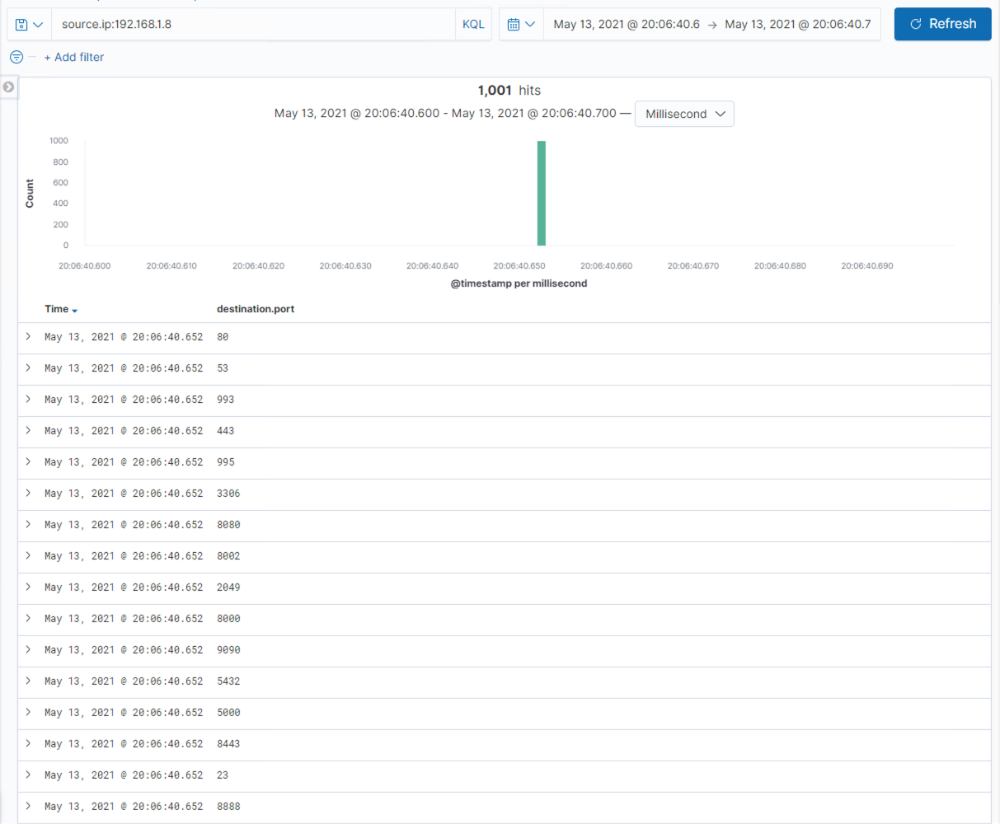 source.ip:192.168.1.8 KQL May 13, 2021 @ 20:06:40.6 → May 13, 2021 @ 20:06:40.7 Refresh
+ Add filter
1,001 hits
May 13, 2021 @ 20:06:40.600 - May 13, 2021 @ 20:06:40.700 — Millisecond
1000
800
600
400
200
0
Count
20:06:40.600 20:06:40.610 20:06:40.620 20:06:40.630 20:06:40.640 20:06:40.650 20:06:40.660 20:06:40.670 20:06:40.680 20:06:40.690
@timestamp per millisecond
Time destination.port
May 13, 2021 @ 20:06:40.652 80
May 13, 2021 @ 20:06:40.652 53
May 13, 2021 @ 20:06:40.652 993
May 13, 2021 @ 20:06:40.652 443
May 13, 2021 @ 20:06:40.652 995
May 13, 2021 @ 20:06:40.652 3306
May 13, 2021 @ 20:06:40.652 8080
May 13, 2021 @ 20:06:40.652 8002
May 13, 2021 @ 20:06:40.652 2049
May 13, 2021 @ 20:06:40.652 8000
May 13, 2021 @ 20:06:40.652 9090
May 13, 2021 @ 20:06:40.652 5432
May 13, 2021 @ 20:06:40.652 5000
May 13, 2021 @ 20:06:40.652 8443
May 13, 2021 @ 20:06:40.652 23
May 13, 2021 @ 20:06:40.652 8888